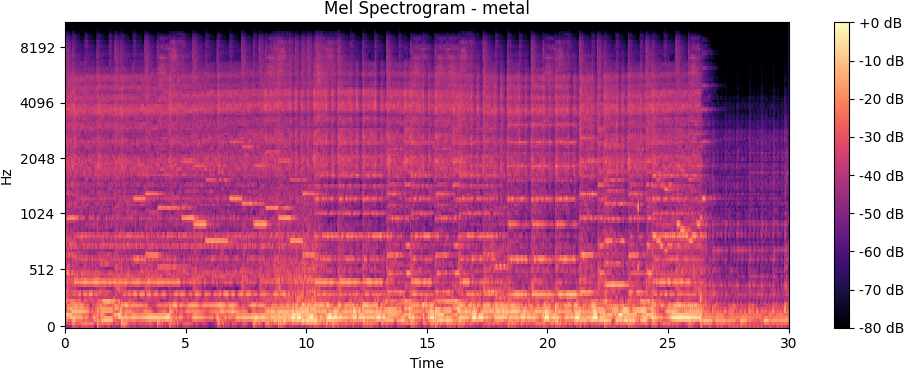 Mel Spectrogram - metal
Hz
8192
4096
2048
1024
512
0
0 5 10 15 20 25 30
Time
+0 dB
-10 dB
-20 dB
-30 dB
-40 dB
-50 dB
-60 dB
-70 dB
-80 dB